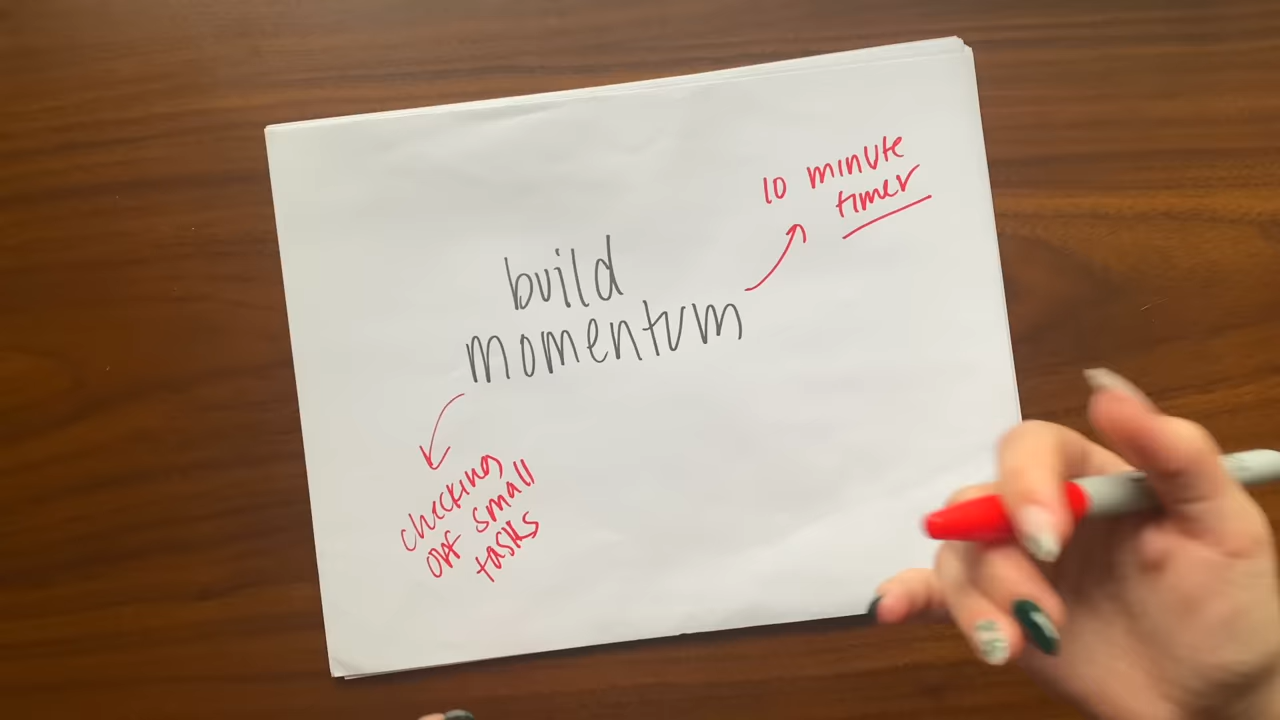 10 minute
timer
build
momentum
checking
off small
tasks